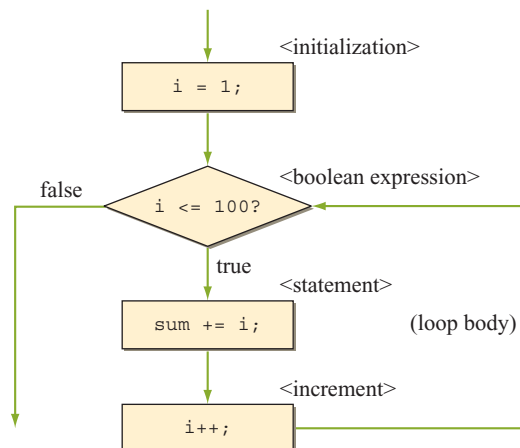 <initialization>
i = 1;
<boolean expression>
false
i <= 100?
true
<statement>
sum += i;
(loop body)
<increment>
i++;